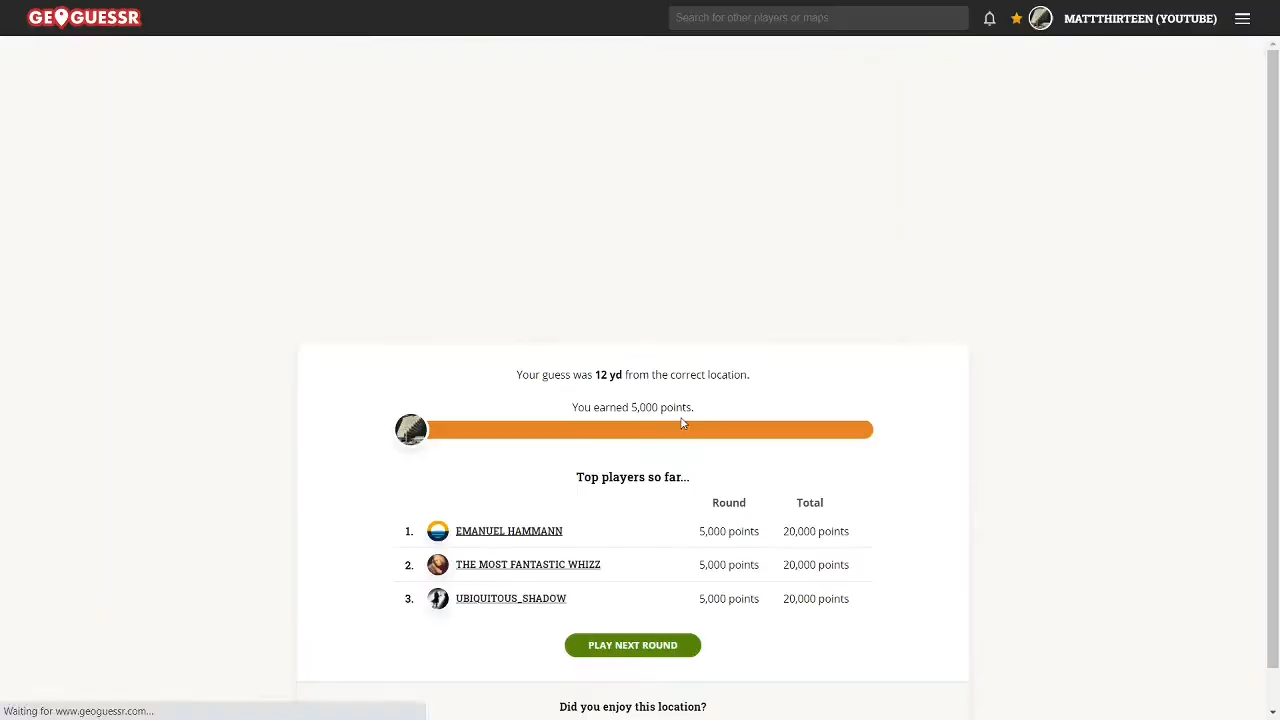 GEOGUESSR
Search for other players or maps
MATTTHIRTEEN (YOUTUBE)
Your guess was 12 yd from the correct location.
You earned 5,000 points.
Top players so far...
Round Total
1. EMANUEL HAMMANN 5,000 points 20,000 points
2. THE MOST FANTASTIC WHIZZ 5,000 points 20,000 points
3. UBIQUITOUS_SHADOW 5,000 points 20,000 points
PLAY NEXT ROUND
Did you enjoy this location?
Waiting for www.geoguessr.com...